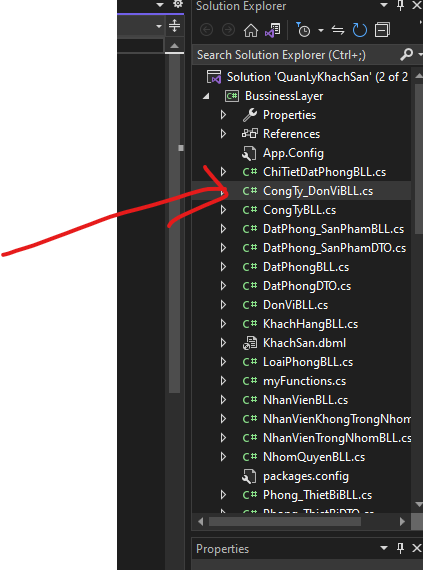 Solution Explorer
Search Solution Explorer (Ctrl+;)
Solution 'QuanLyKhachSan' (2 of 2
C# BussinessLayer
Properties
References
App.Config
C# ChiTietDatPhongBLL.cs
C# CongTy_DonViBLL.cs
C# CongTyBLL.cs
C# DatPhong_SanPhamBLL.cs
C# DatPhong_SanPhamDTO.cs
C# DatPhongBLL.cs
C# DatPhongDTO.cs
C# DonViBLL.cs
C# KhachHangBLL.cs
KhachSan.dbml
C# LoaiPhongBLL.cs
C# myFunctions.cs
C# NhanVienBLL.cs
C# NhanVienKhongTrongNhom
C# NhanVienTrongNhomBLL.c
C# NhomQuyenBLL.cs
packages.config
C# Phong_ThietBiBLL.cs
C# Phong_ThietBiDTO.cs
Properties